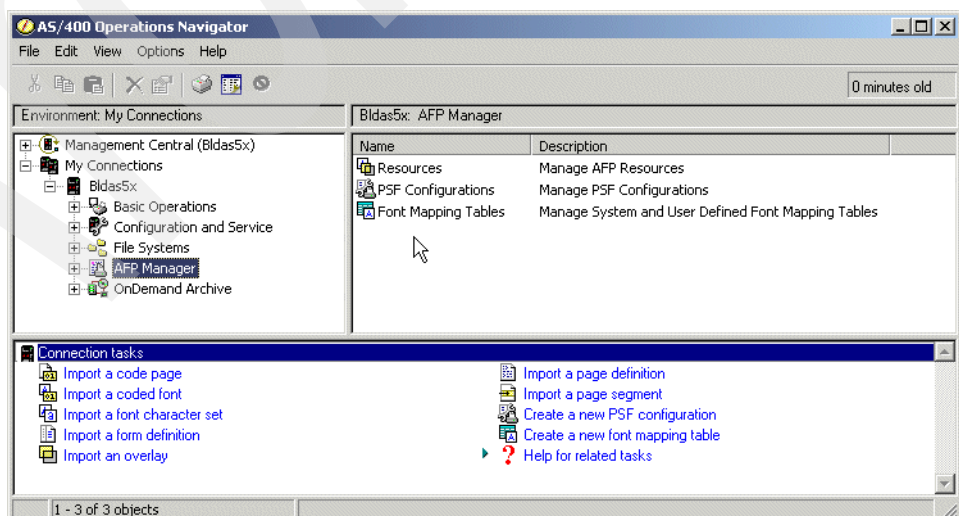 AS/400 Operations Navigator
File Edit View Options Help
0 minutes old
Environment: My Connections
Bldas5x: AFP Manager
Management Central (Bldas5x)
My Connections
Bldas5x
Basic Operations
Configuration and Service
File Systems
AFP Manager
OnDemand Archive
Name Description
Resources Manage AFP Resources
PSF Configurations Manage PSF Configurations
Font Mapping Tables Manage System and User Defined Font Mapping Tables
Connection tasks
Import a code page
Import a coded font
Import a font character set
Import a form definition
Import an overlay
Import a page definition
Import a page segment
Create a new PSF configuration
Create a new font mapping table
Help for related tasks
1 - 3 of 3 objects